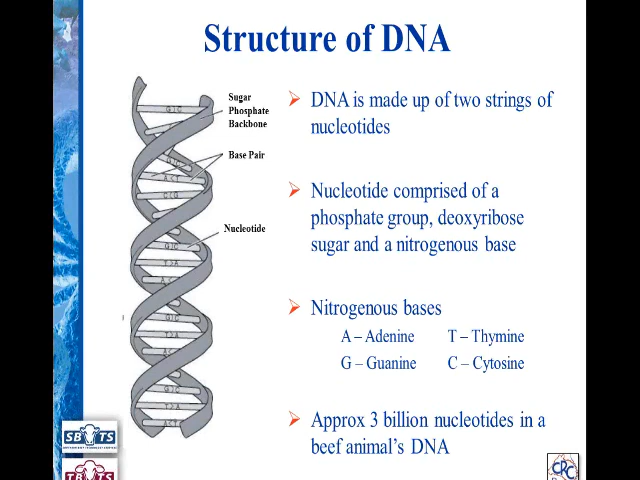 Structure of DNA
Sugar
Phosphate
Backbone
Base Pair
Nucleotide
DNA is made up of two strings of
nucleotides
Nucleotide comprised of a
phosphate group, deoxyribose
sugar and a nitrogenous base
Nitrogenous bases
A – Adenine T – Thymine
G – Guanine C – Cytosine
Approx 3 billion nucleotides in a
beef animal's DNA
SBTS
TBTS
CRC